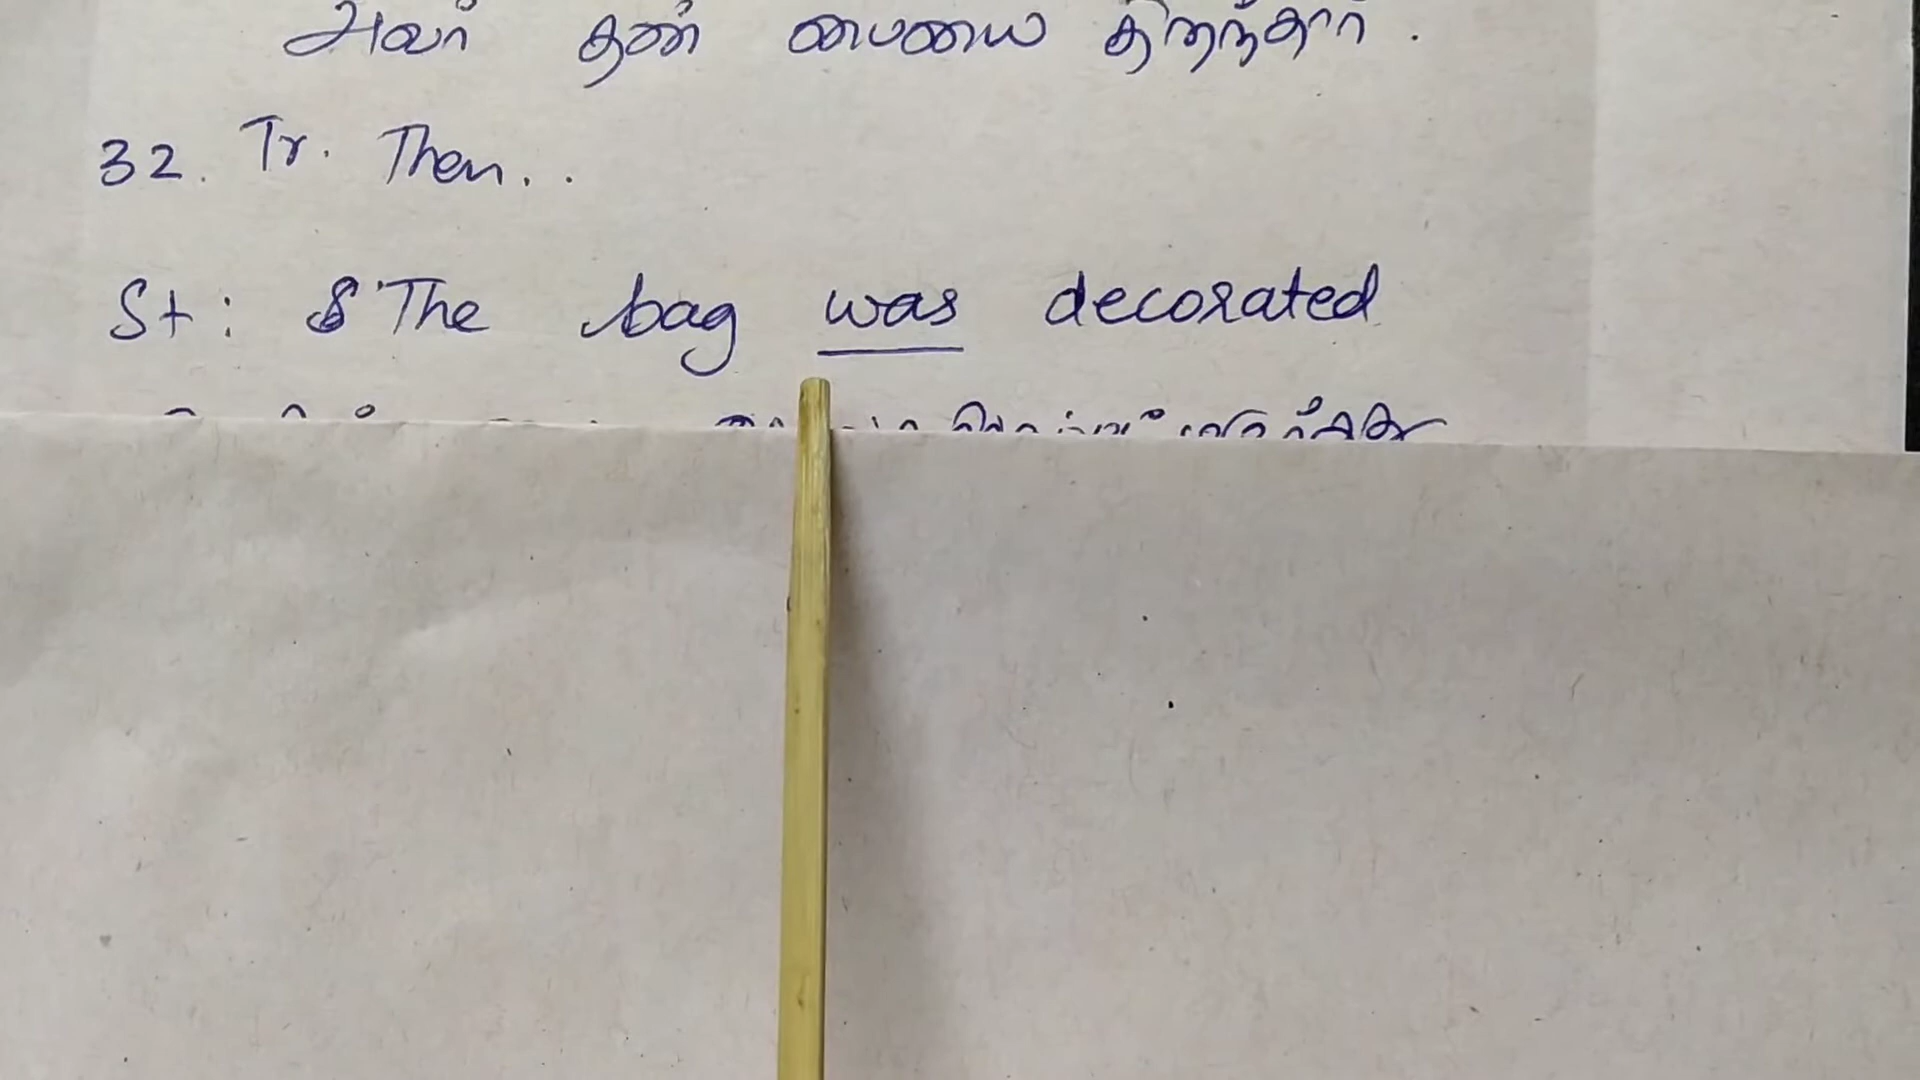 அவர் தன் பையை திறந்தார்.
32. Tr. Then..
St: The bag was decorated